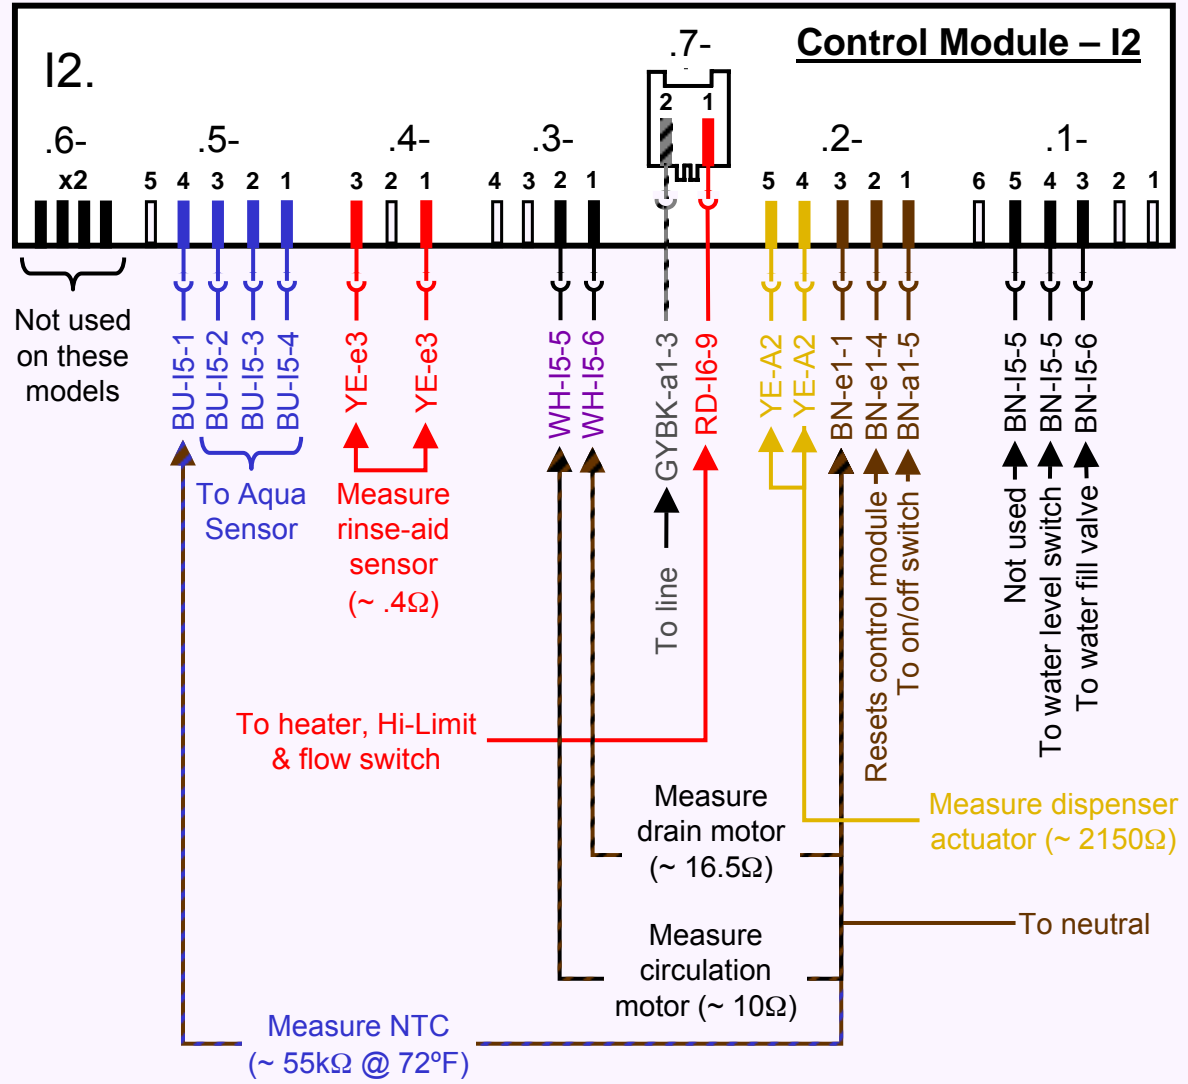 Control Module – I2
I2.
.7-
2 1
.6-
x2
.5-
5 4 3 2 1
.4-
3 2 1
.3-
4 3 2 1
.2-
5 4 3 2 1
.1-
6 5 4 3 2 1
Not used
on these
models
BU-I5-1
BU-I5-2
BU-I5-3
BU-I5-4
YE-e3
YE-e3
WH-I5-5
WH-I5-6
GYBK-a1-3
RD-I6-9
YE-A2
YE-A2
BN-e1-1
BN-e1-4
BN-a1-5
BN-I5-5
BN-I5-5
BN-I5-6
To Aqua
Sensor
Measure
rinse-aid
sensor
(~ .4Ω)
To line
Resets control module
To on/off switch
Not used
To water level switch
To water fill valve
To heater, Hi-Limit
& flow switch
Measure
drain motor
(~ 16.5Ω)
Measure dispenser
actuator (~ 2150Ω)
To neutral
Measure
circulation
motor (~ 10Ω)
Measure NTC
(~ 55kΩ @ 72ºF)